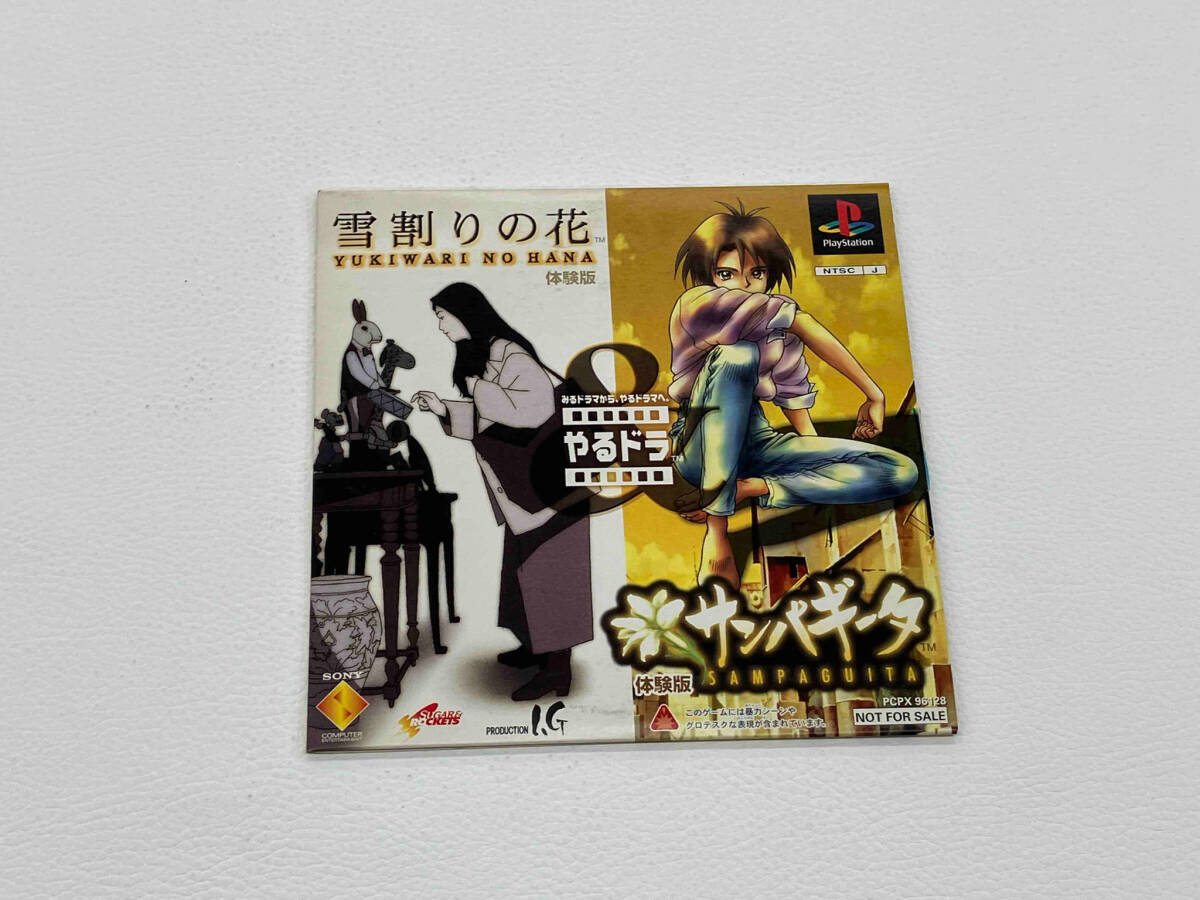 雪割りの花™
YUKIWARI NO HANA
体験版
PlayStation
NTSC J
&
みるドラマから、やるドラマへ。
やるドラ™
サンパギータ™
SAMPAGUITA
体験版
PCPX 96128
NOT FOR SALE
このゲームには暴力シーンや
グロテスクな表現が含まれています。
SONY
COMPUTER
ENTERTAINMENT
SUGAR &
ROCKETS
PRODUCTION I.G